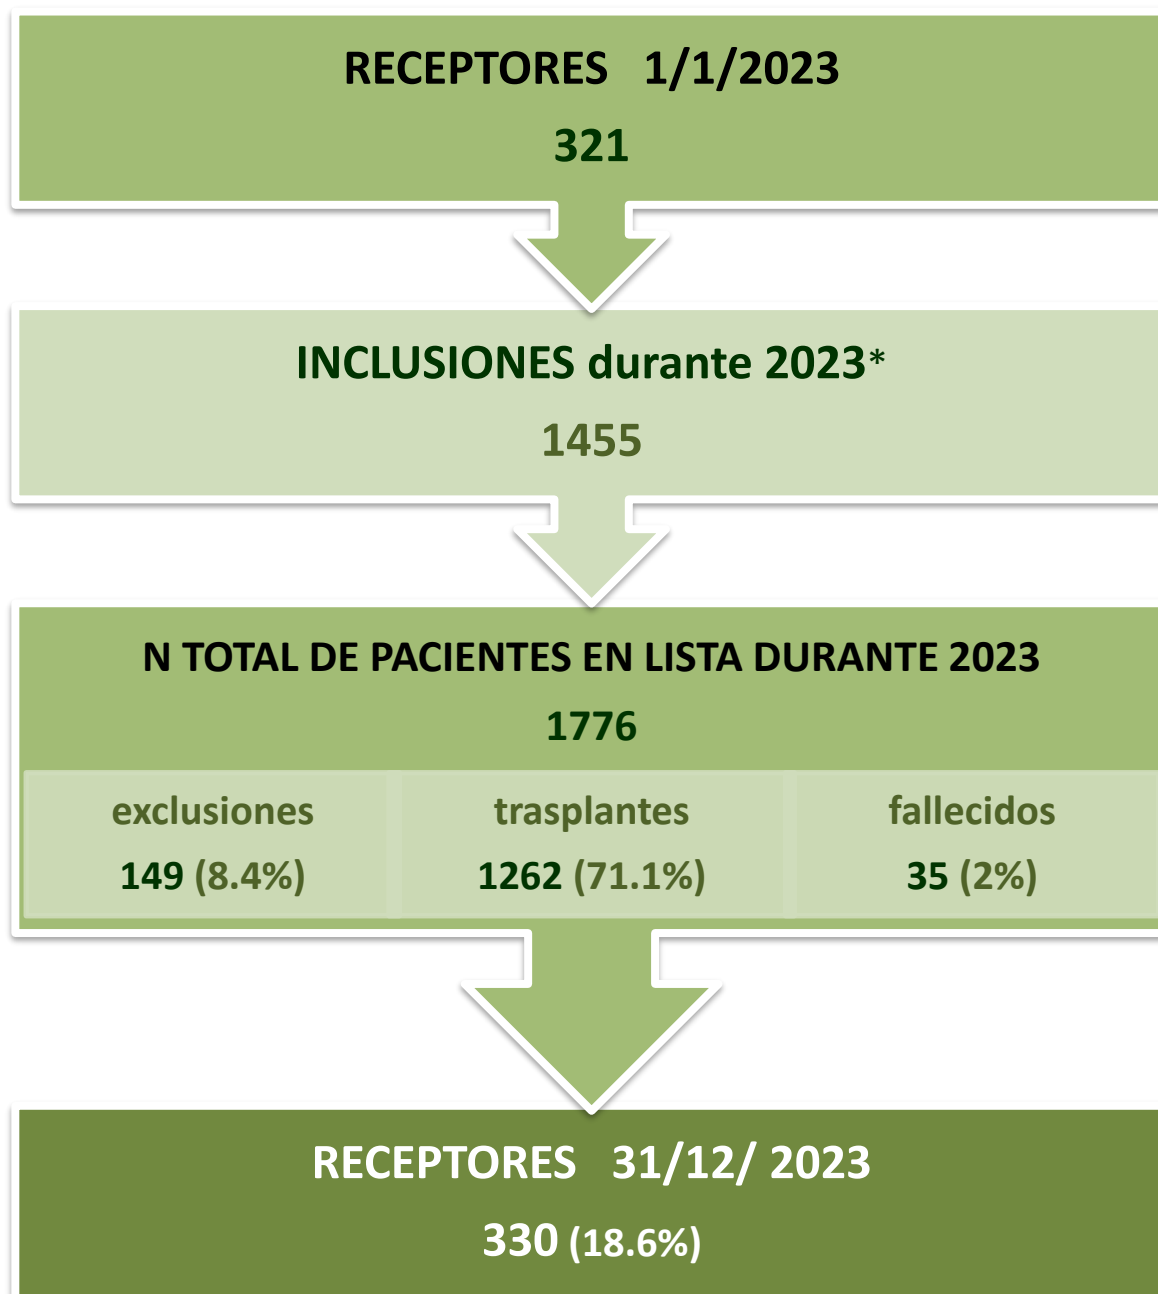 RECEPTORES 1/1/2023
321
INCLUSIONES durante 2023*
1455
N TOTAL DE PACIENTES EN LISTA DURANTE 2023
1776
exclusiones trasplantes fallecidos
149 (8.4%) 1262 (71.1%) 35 (2%)
RECEPTORES 31/12/ 2023
330 (18.6%)